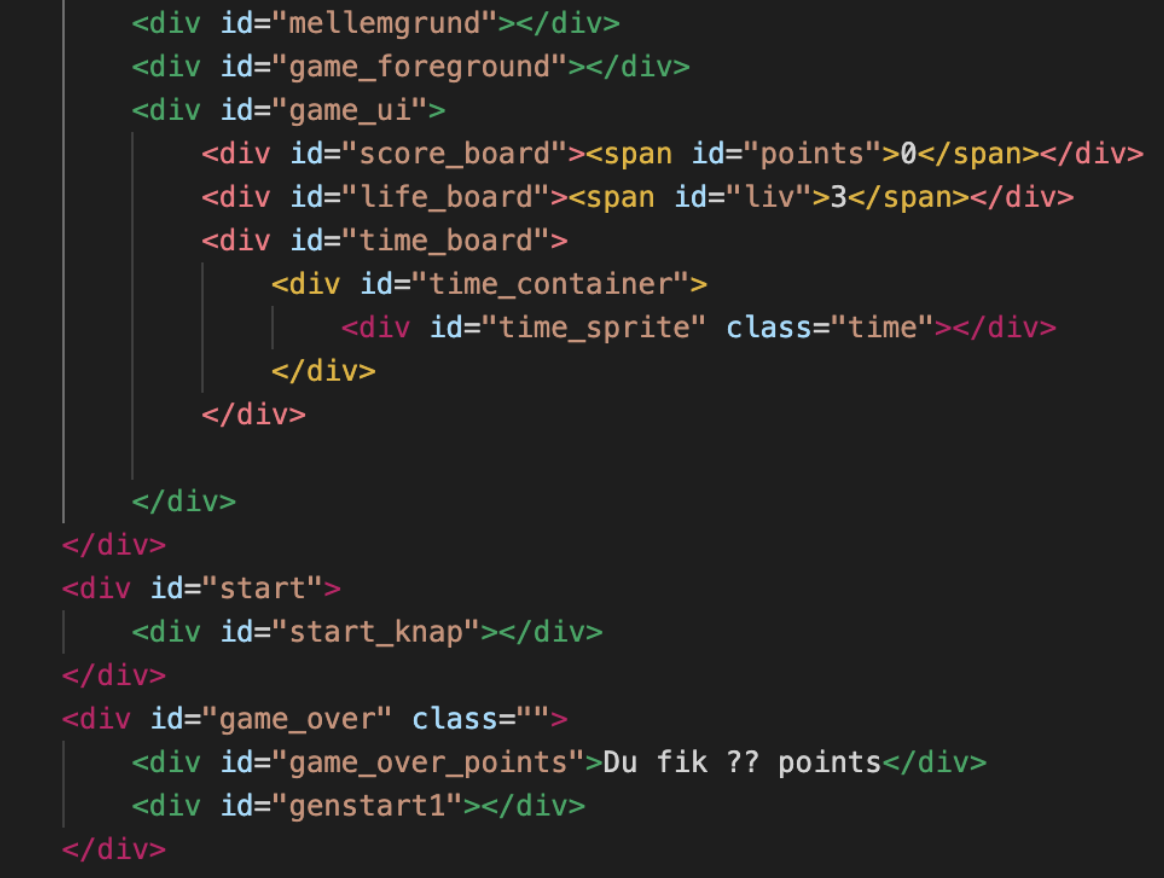 <div id="mellemgrund"></div>
<div id="game_foreground"></div>
<div id="game_ui">
<div id="score_board"><span id="points">0</span></div>
<div id="life_board"><span id="liv">3</span></div>
<div id="time_board">
<div id="time_container">
<div id="time_sprite" class="time"></div>
</div>
</div>
</div>
</div>
<div id="start">
<div id="start_knap"></div>
</div>
<div id="game_over" class="">
<div id="game_over_points">Du fik ?? points</div>
<div id="genstart1"></div>
</div>